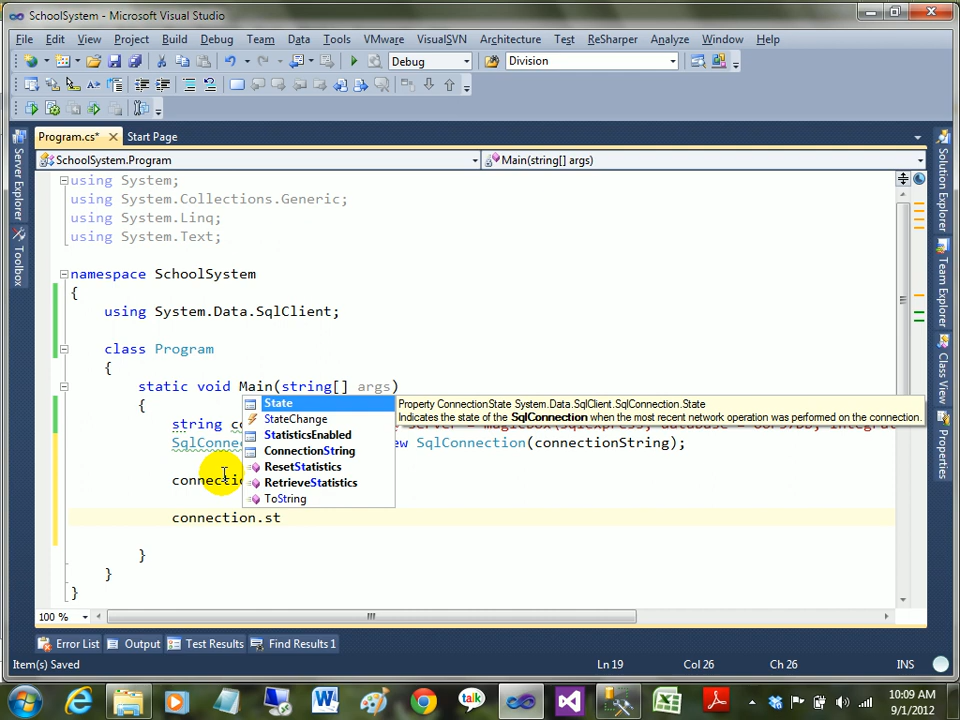 SchoolSystem - Microsoft Visual Studio
File Edit View Project Build Debug Team Data Tools VMware VisualSVN Architecture Test ReSharper Analyze Window Help
Debug Division
Program.cs* Start Page
SchoolSystem.Program Main(string[] args)
using System;
using System.Collections.Generic;
using System.Linq;
using System.Text;
namespace SchoolSystem
{
using System.Data.SqlClient;
class Program
{
static void Main(string[] args)
{
string
SqlConne SqlConnection(connectionString);
connectio
connection.st
}
}
}
State
StateChange
StatisticsEnabled
ConnectionString
ResetStatistics
RetrieveStatistics
ToString
Property ConnectionState System.Data.SqlClient.SqlConnection.State
Indicates the state of the SqlConnection when the most recent network operation was performed on the connection.
Server Explorer
Toolbox
Solution Explorer
Team Explorer
Class View
Properties
100 %
Error List Output Test Results Find Results 1
Item(s) Saved Ln 19 Col 26 Ch 26 INS
talk
10:09 AM
9/1/2012